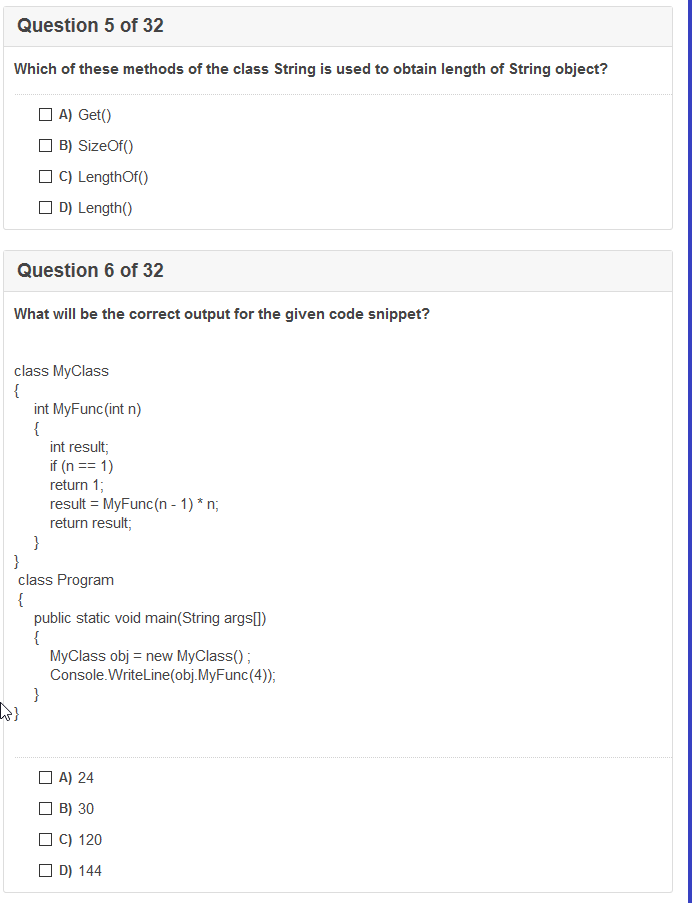 Question 5 of 32
Which of these methods of the class String is used to obtain length of String object?
A) Get()
B) SizeOf()
C) LengthOf()
D) Length()
Question 6 of 32
What will be the correct output for the given code snippet?
class MyClass
{
int MyFunc(int n)
{
int result;
if (n == 1)
return 1;
result = MyFunc(n - 1) * n;
return result;
}
}
class Program
{
public static void main(String args[])
{
MyClass obj = new MyClass() ;
Console.WriteLine(obj.MyFunc(4));
}
}
A) 24
B) 30
C) 120
D) 144